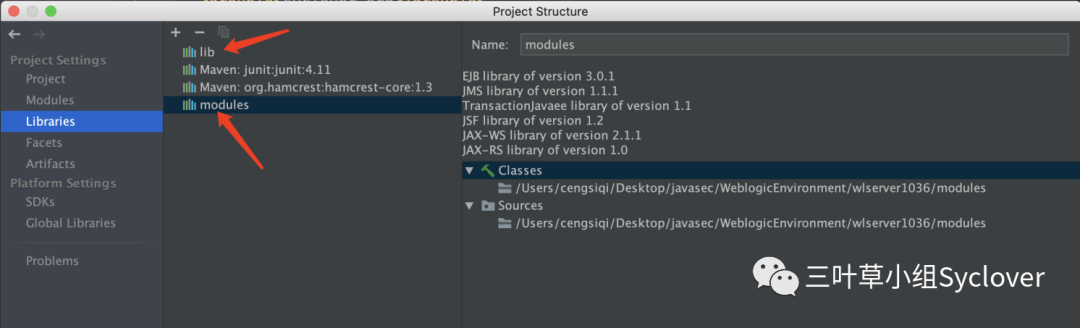 Project Structure
Project Settings
Project
Modules
Libraries
Facets
Artifacts
Platform Settings
SDKs
Global Libraries
Problems
lib
Maven: junit:junit:4.11
Maven: org.hamcrest:hamcrest-core:1.3
modules
Name: modules
EJB library of version 3.0.1
JMS library of version 1.1.1
TransactionJavaee library of version 1.1
JSF library of version 1.2
JAX-WS library of version 2.1.1
JAX-RS library of version 1.0
Classes
/Users/cengsiqi/Desktop/javasec/WeblogicEnvironment/wlserver1036/modules
Sources
/Users/cengsiqi/Desktop/javasec/WeblogicEnvironment/wlserver1036/modules
三叶草小组Syclover